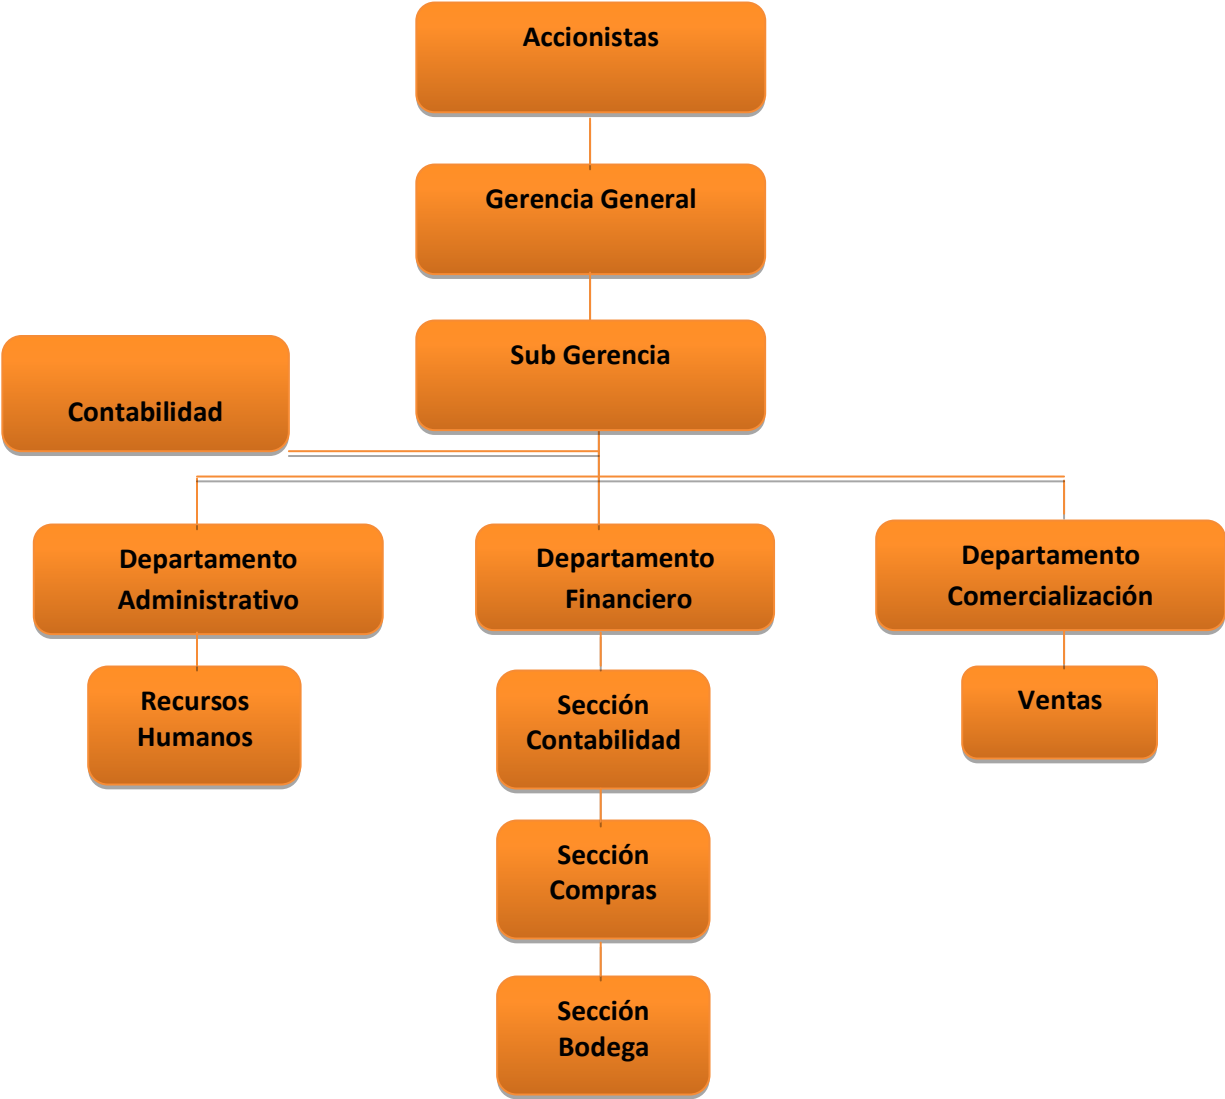 Accionistas
Gerencia General
Sub Gerencia
Contabilidad
Departamento
Administrativo
Departamento
Financiero
Departamento
Comercialización
Recursos
Humanos
Sección
Contabilidad
Ventas
Sección
Compras
Sección
Bodega